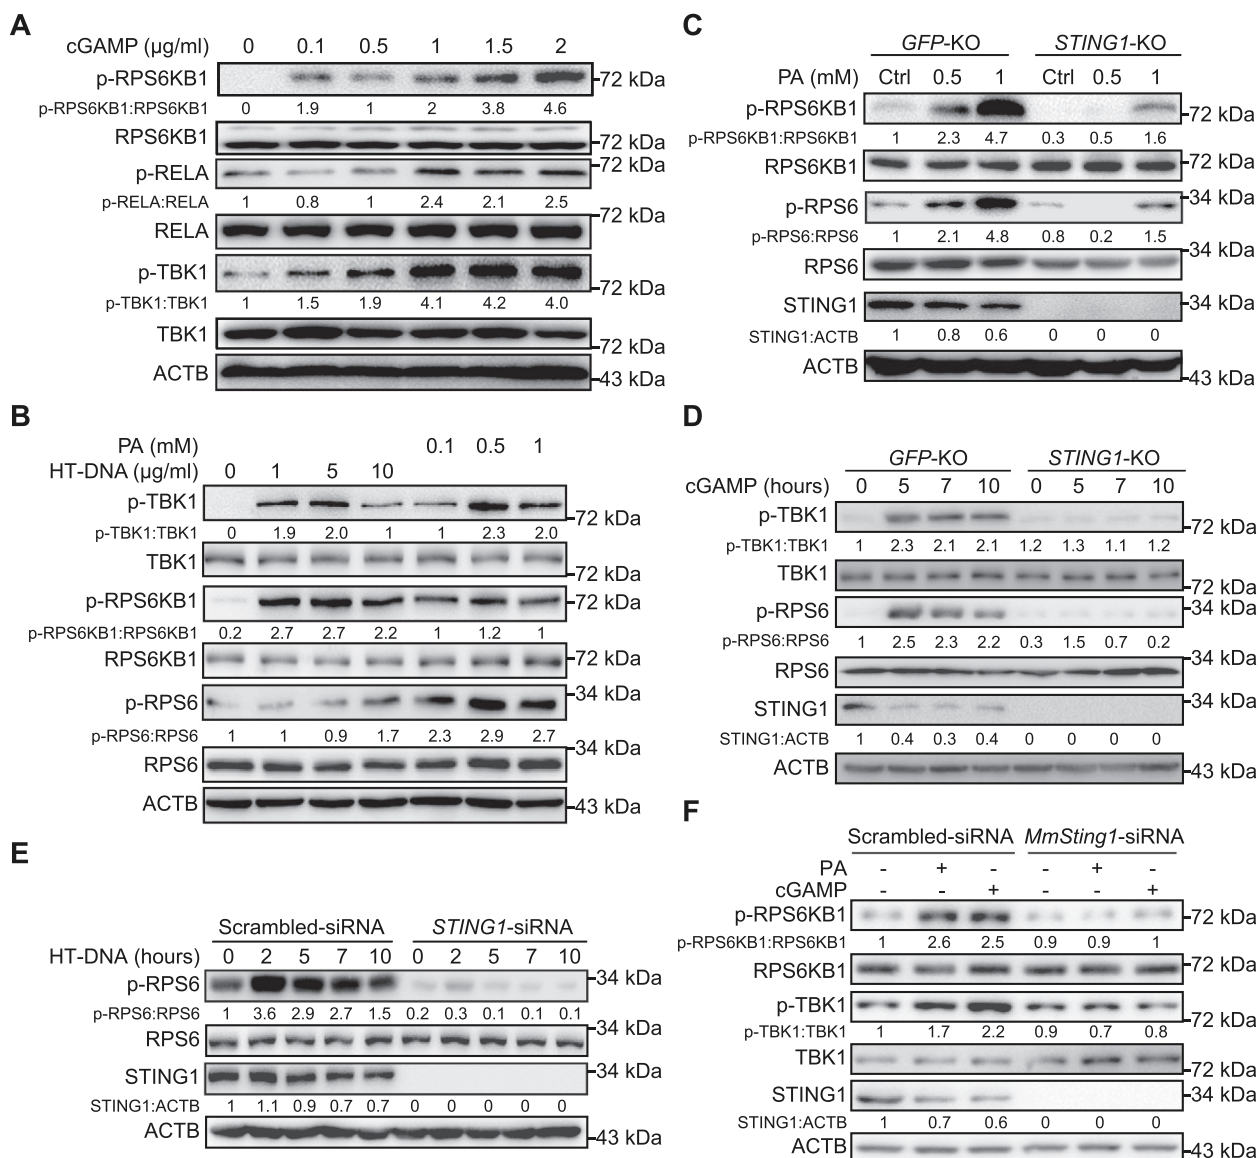 A
cGAMP (µg/ml) 0 0.1 0.5 1 1.5 2
p-RPS6KB1 72 kDa
p-RPS6KB1:RPS6KB1 0 1.9 1 2 3.8 4.6
RPS6KB1 72 kDa
p-RELA 72 kDa
p-RELA:RELA 1 0.8 1 2.4 2.1 2.5
RELA 72 kDa
p-TBK1 72 kDa
p-TBK1:TBK1 1 1.5 1.9 4.1 4.2 4.0
TBK1 72 kDa
ACTB 43 kDa
B
PA (mM) 0.1 0.5 1
HT-DNA (µg/ml) 0 1 5 10
p-TBK1 72 kDa
p-TBK1:TBK1 0 1.9 2.0 1 1 2.3 2.0
TBK1 72 kDa
p-RPS6KB1 72 kDa
p-RPS6KB1:RPS6KB1 0.2 2.7 2.7 2.2 1 1.2 1
RPS6KB1 72 kDa
p-RPS6 34 kDa
p-RPS6:RPS6 1 1 0.9 1.7 2.3 2.9 2.7
RPS6 34 kDa
ACTB 43 kDa
C
GFP-KO STING1-KO
PA (mM) Ctrl 0.5 1 Ctrl 0.5 1
p-RPS6KB1 72 kDa
p-RPS6KB1:RPS6KB1 1 2.3 4.7 0.3 0.5 1.6
RPS6KB1 72 kDa
p-RPS6 34 kDa
p-RPS6:RPS6 1 2.1 4.8 0.8 0.2 1.5
RPS6 34 kDa
STING1 34 kDa
STING1:ACTB 1 0.8 0.6 0 0 0
ACTB 43 kDa
D
GFP-KO STING1-KO
cGAMP (hours) 0 5 7 10 0 5 7 10
p-TBK1 72 kDa
p-TBK1:TBK1 1 2.3 2.1 2.1 1.2 1.3 1.1 1.2
TBK1 72 kDa
p-RPS6 34 kDa
p-RPS6:RPS6 1 2.5 2.3 2.2 0.3 1.5 0.7 0.2
RPS6 34 kDa
STING1 34 kDa
STING1:ACTB 1 0.4 0.3 0.4 0 0 0 0
ACTB 43 kDa
E
Scrambled-siRNA STING1-siRNA
HT-DNA (hours) 0 2 5 7 10 0 2 5 7 10
p-RPS6 34 kDa
p-RPS6:RPS6 1 3.6 2.9 2.7 1.5 0.2 0.3 0.1 0.1 0.1
RPS6 34 kDa
STING1 34 kDa
STING1:ACTB 1 1.1 0.9 0.7 0.7 0 0 0 0 0
ACTB 43 kDa
F
Scrambled-siRNA MmSting1-siRNA
PA - + - - + -
cGAMP - - + - - +
p-RPS6KB1 72 kDa
p-RPS6KB1:RPS6KB1 1 2.6 2.5 0.9 0.9 1
RPS6KB1 72 kDa
p-TBK1 72 kDa
p-TBK1:TBK1 1 1.7 2.2 0.9 0.7 0.8
TBK1 72 kDa
STING1 34 kDa
STING1:ACTB 1 0.7 0.6 0 0 0
ACTB 43 kDa